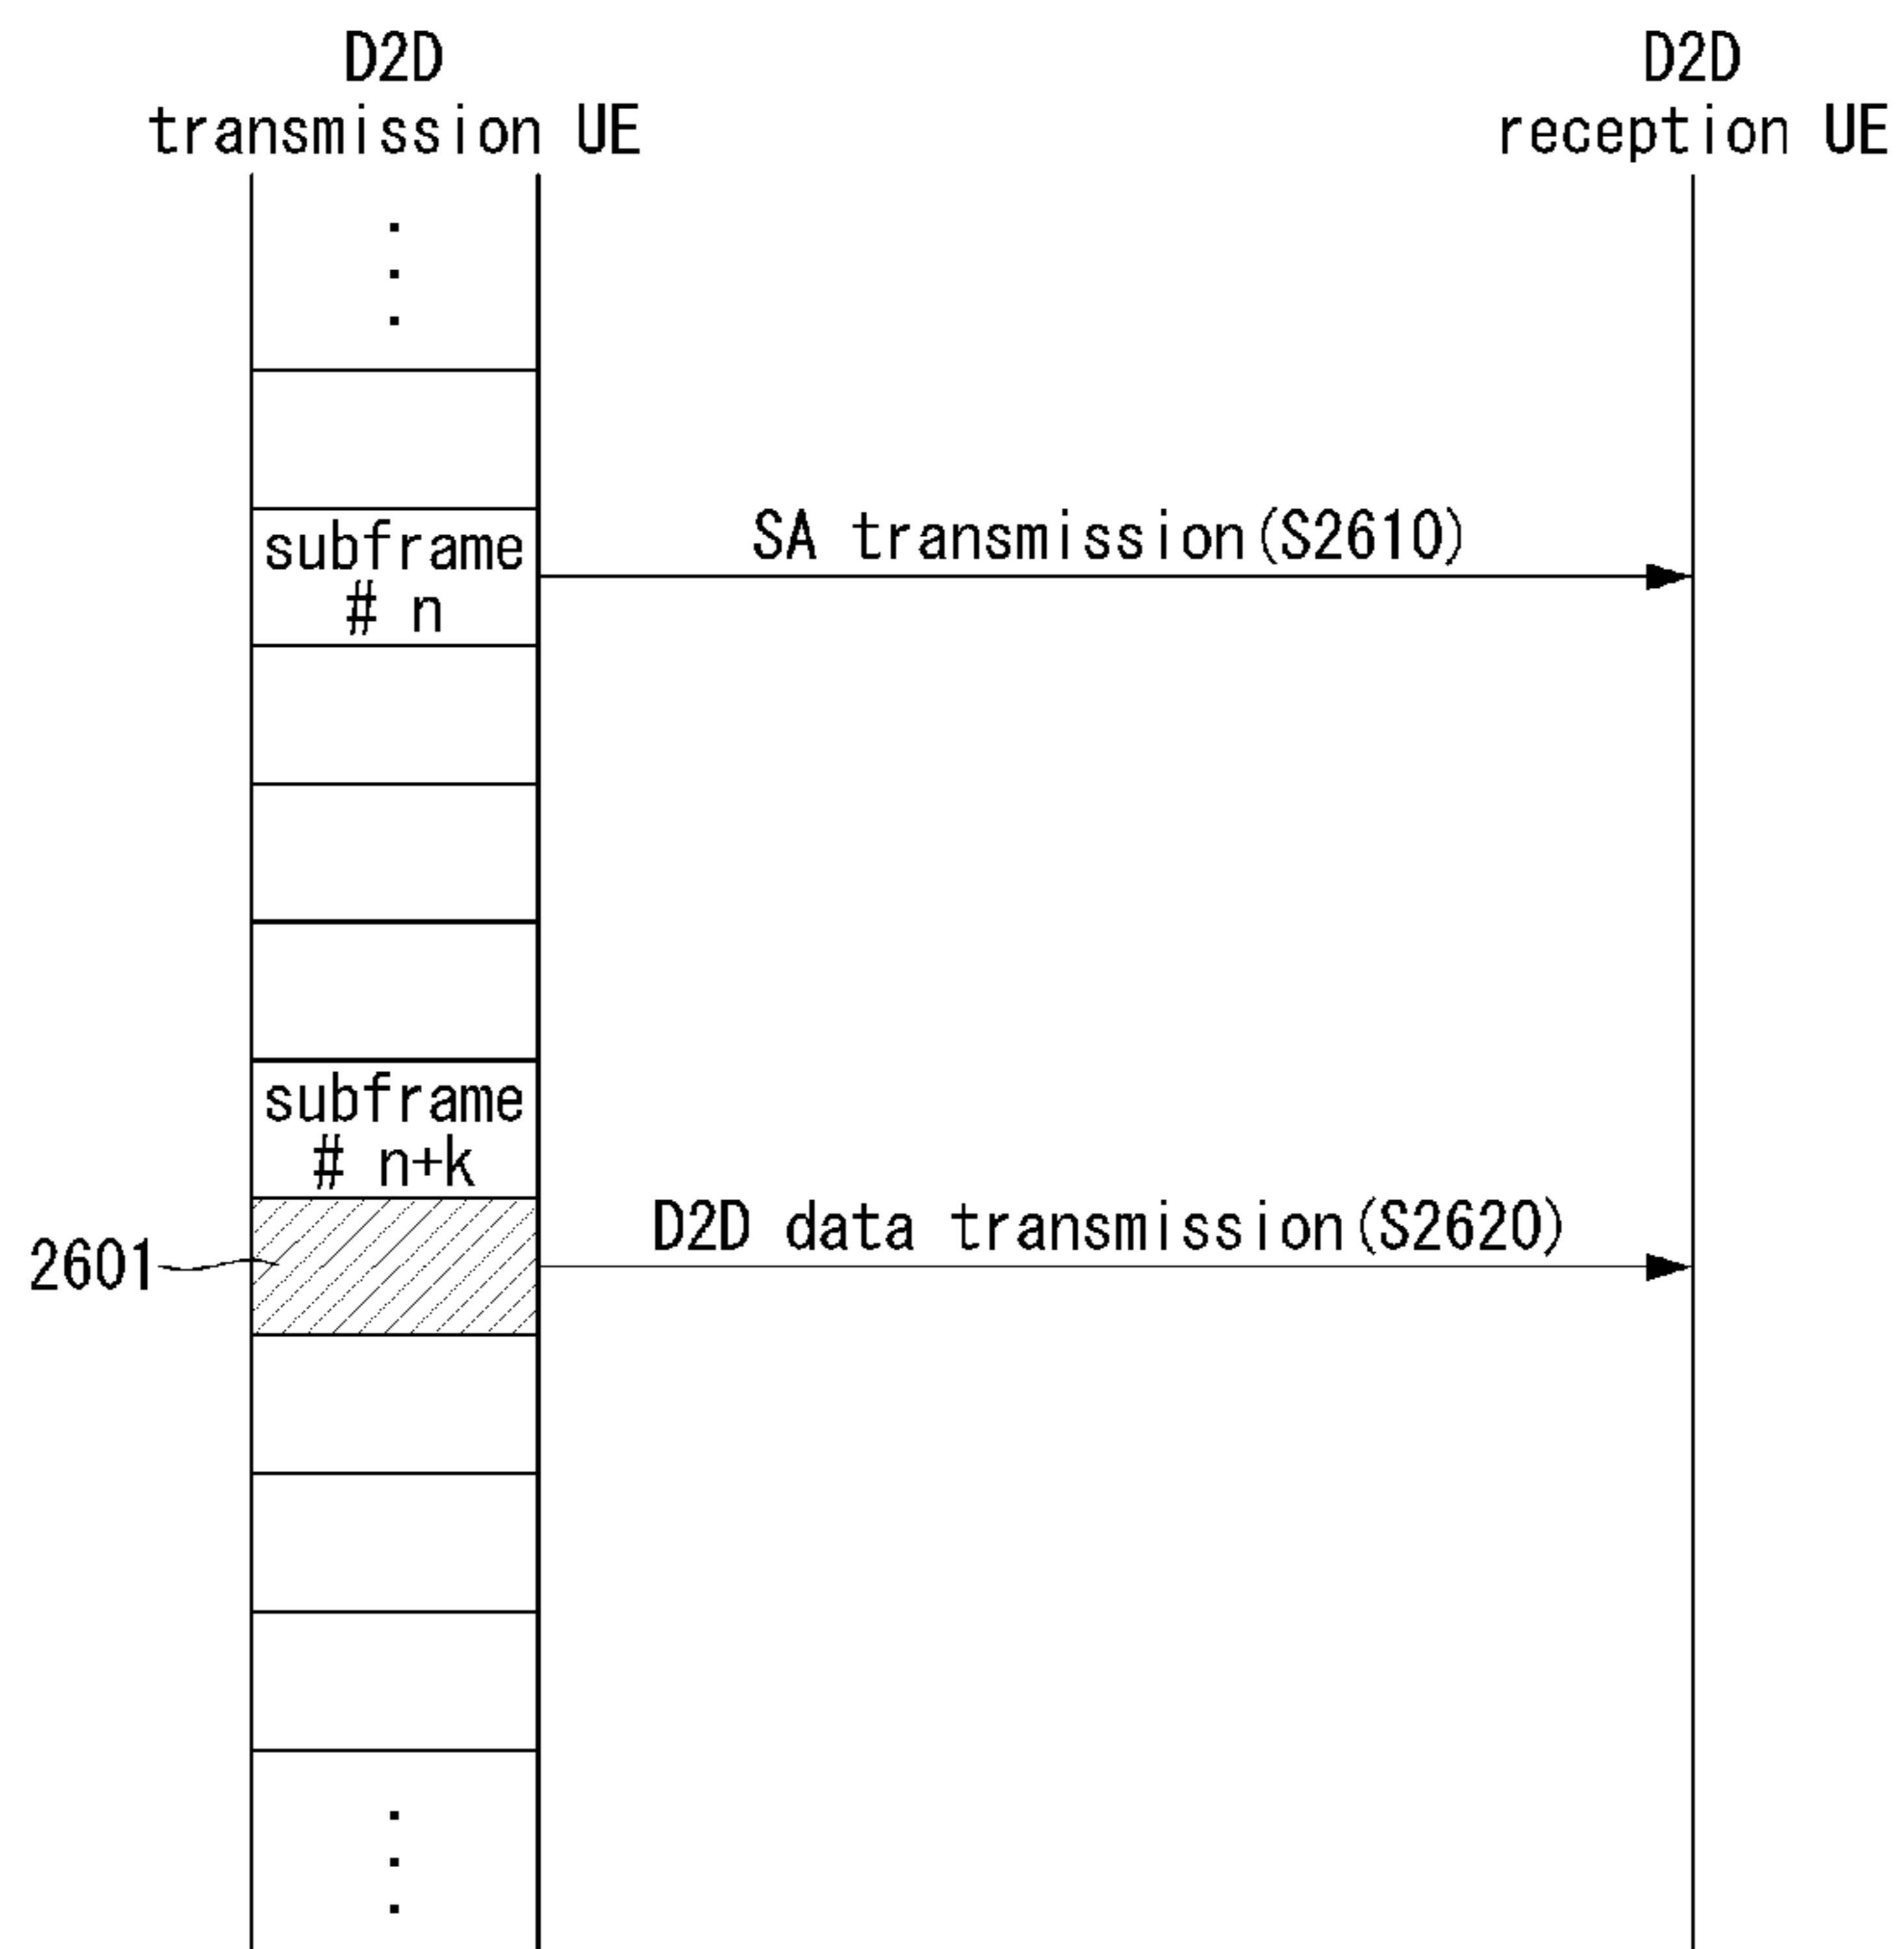 D2D
transmission UE
D2D
reception UE
subframe
# n
SA transmission(S2610)
subframe
# n+k
D2D data transmission(S2620)
2601